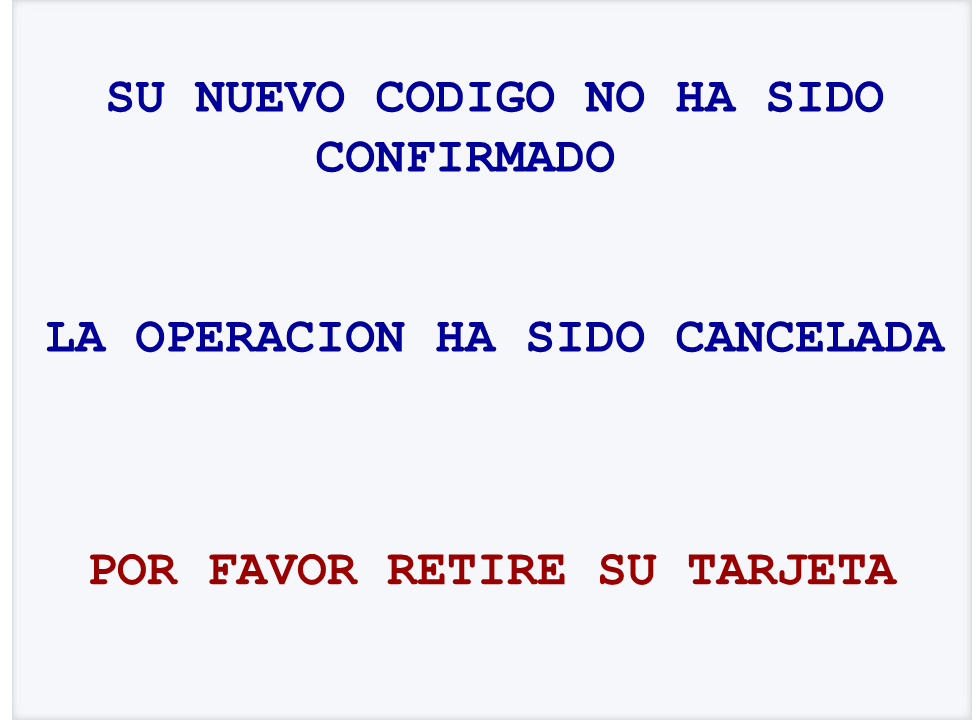 SU NUEVO CODIGO NO HA SIDO
CONFIRMADO
LA OPERACION HA SIDO CANCELADA
POR FAVOR RETIRE SU TARJETA